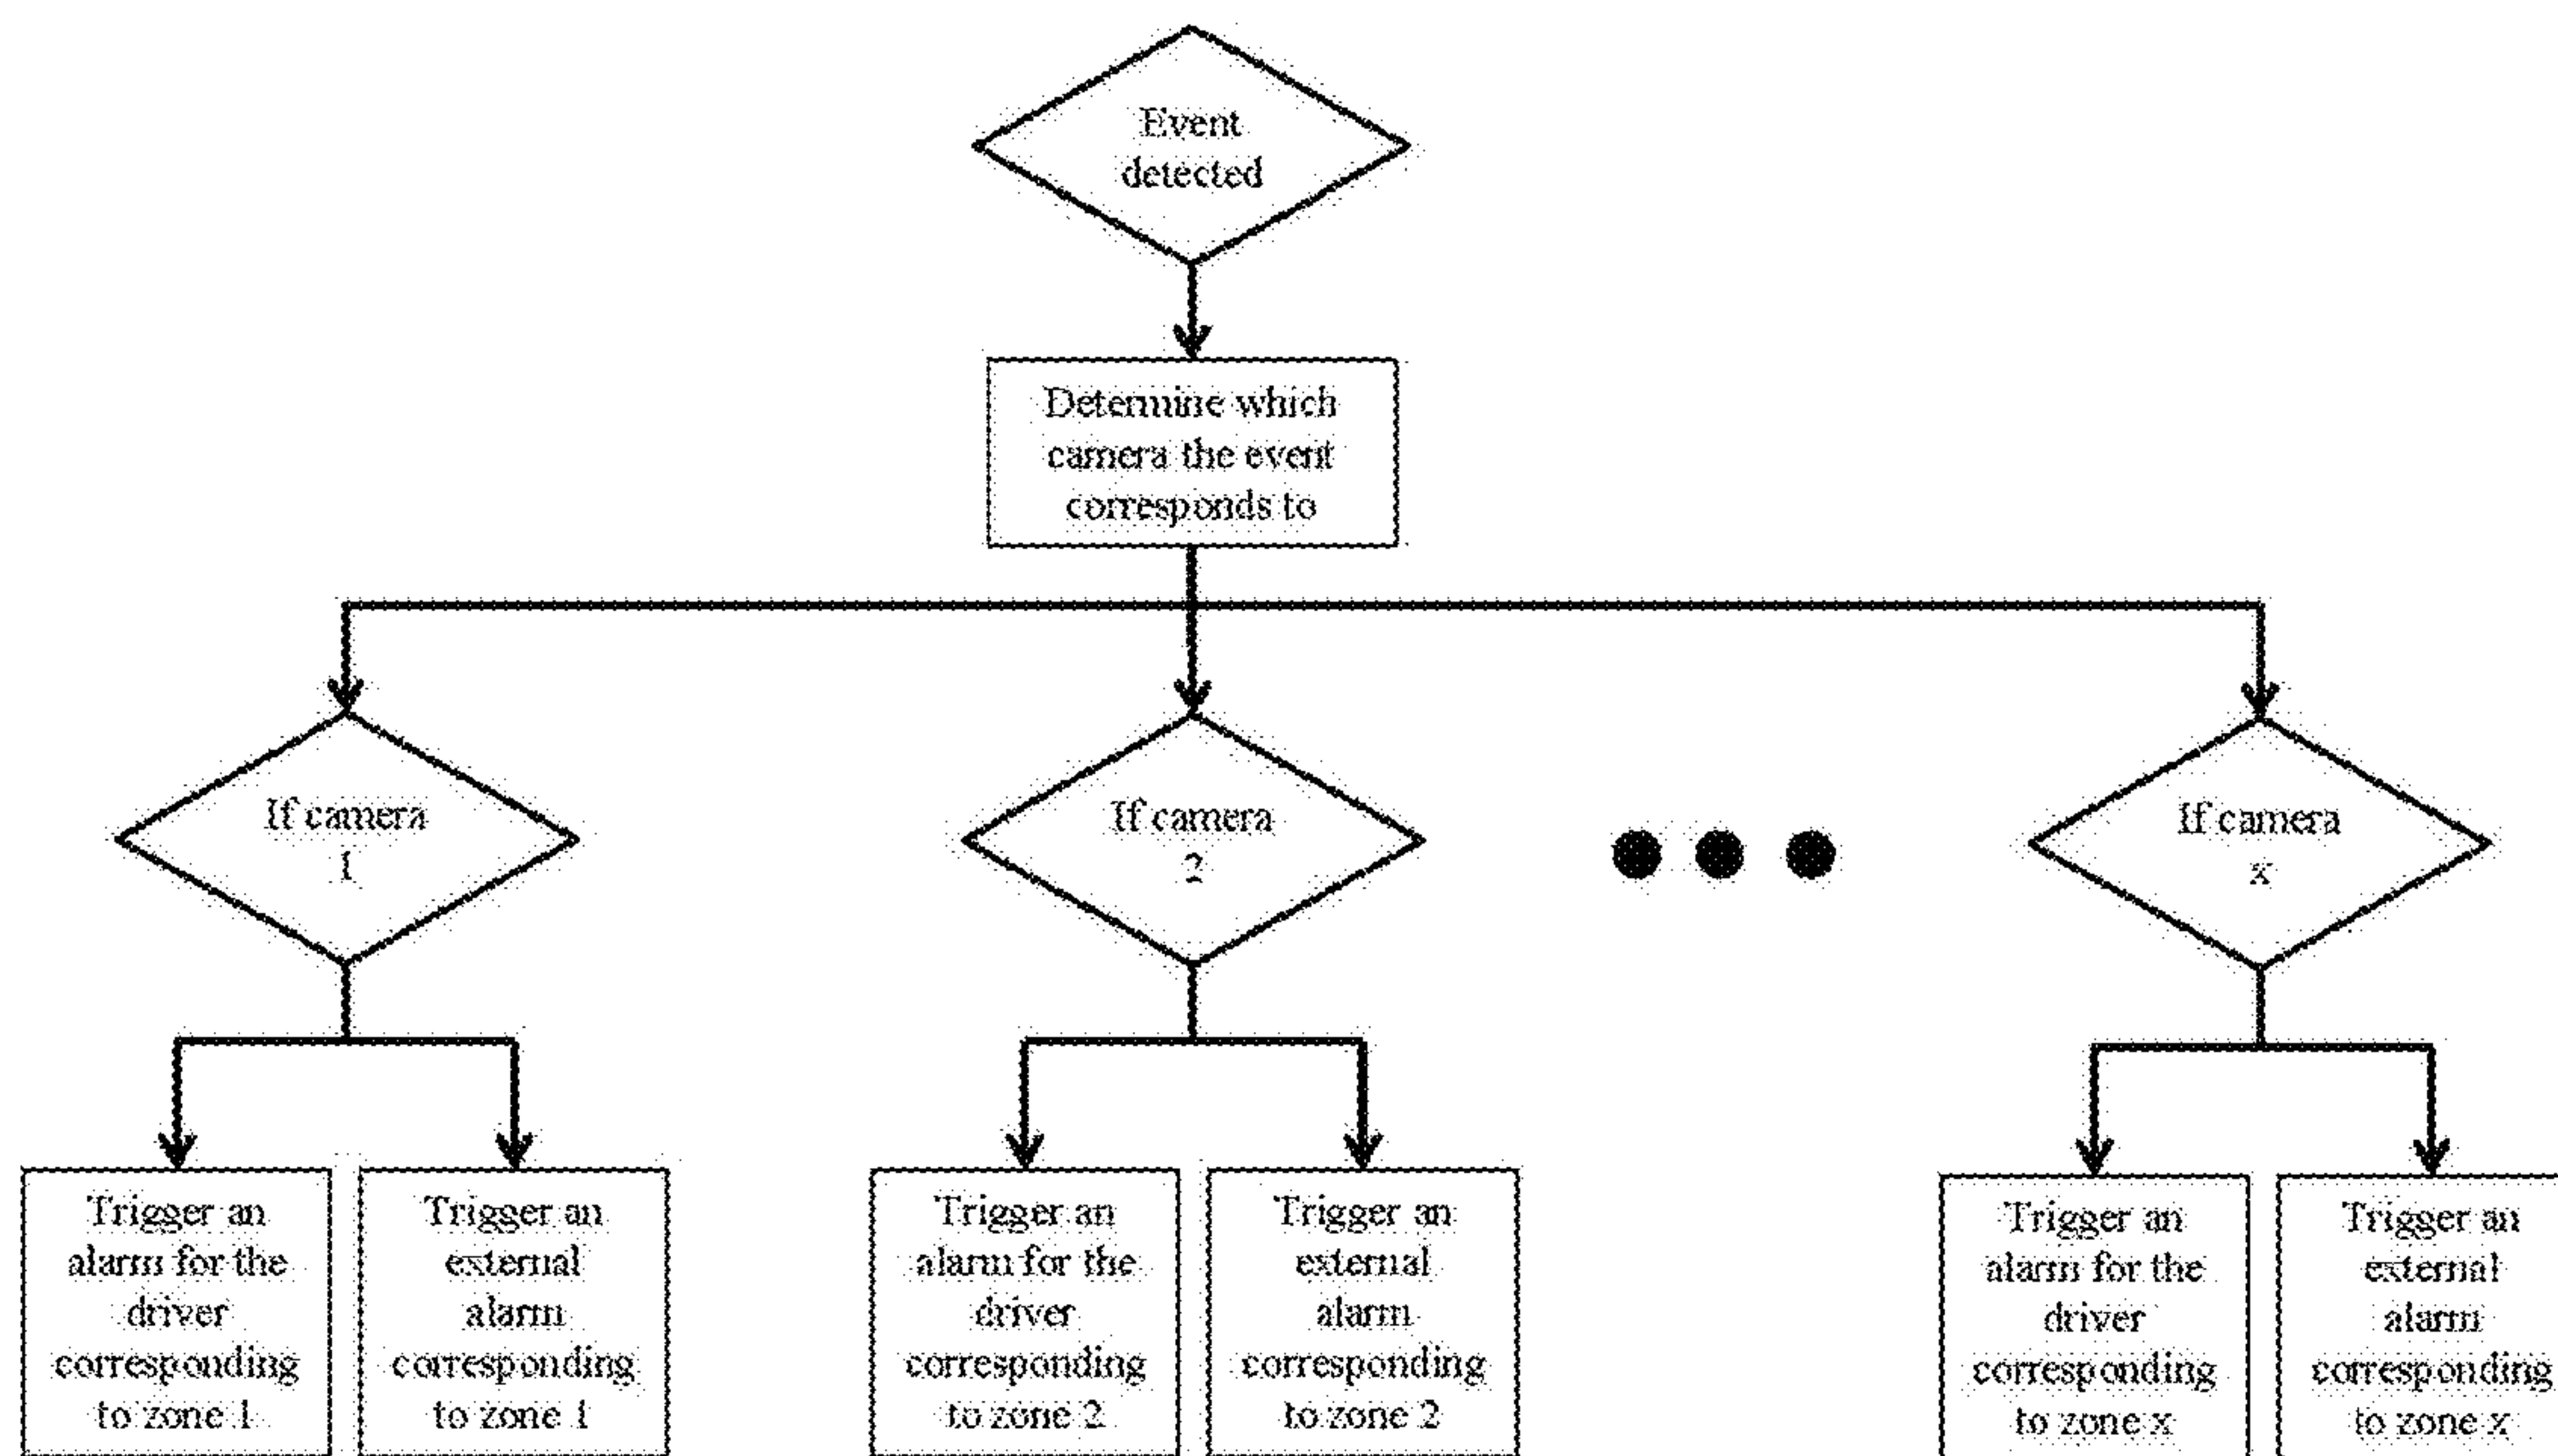 Event
detected
Determine which
camera the event
corresponds to
If camera
1
If camera
2
If camera
x
Trigger an
alarm for the
driver
corresponding
to zone 1
Trigger an
external
alarm
corresponding
to zone 1
Trigger an
alarm for the
driver
corresponding
to zone 2
Trigger an
external
alarm
corresponding
to zone 2
Trigger an
alarm for the
driver
corresponding
to zone x
Trigger an
external
alarm
corresponding
to zone x